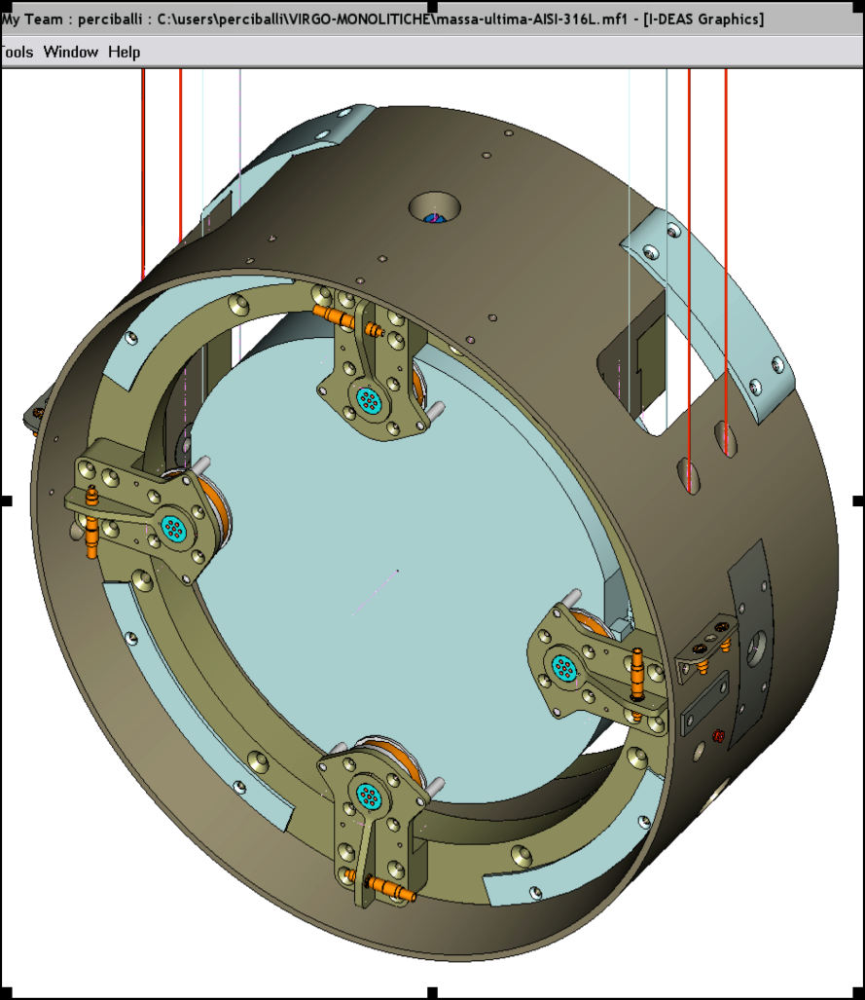 My Team : perciballi : C:\users\perciballi\VIRGO-MONOLITICHE\massa-ultima-AISI-316L.mf1 - [I-DEAS Graphics]
Tools Window Help